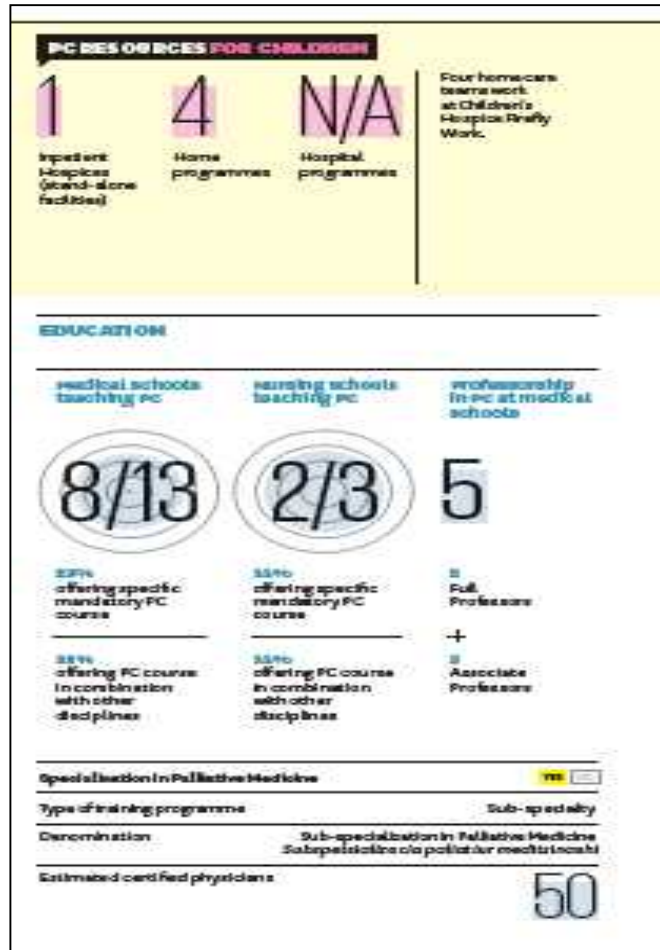 PC RESOURCES FOR CHILDREN
1
Inpatient
Hospices
(stand-alone
facilities)
4
Home
programmes
N/A
Hospital
programmes
Four home care
teams work
at Children's
Hospice Firefly
Work.
EDUCATION
Medical schools
teaching PC
8/13
offering specific
mandatory PC
course
offering PC course
in combination
with other
disciplines
Nursing schools
teaching PC
2/3
offering specific
mandatory PC
course
offering PC course
in combination
with other
disciplines
Professorship
in PC at medical
schools
5
Full
Professors
+
Associate
Professors
Specialisation in Palliative Medicine
YES
Type of training programme
Sub-specialty
Denomination
Sub-specialization in Palliative Medicine
Estimated certified physicians
50